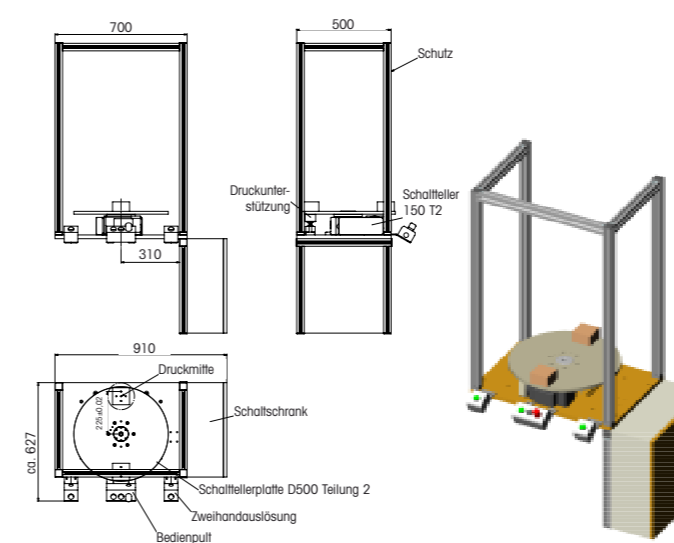 700
500
Schutz
Druckunter-
stützung
Schaltteller
150 T2
310
910
Druckmitte
225 ±0,02
Schaltschrank
ca. 627
Schalttellerplatte D500 Teilung 2
Zweihandauslösung
Bedienpult